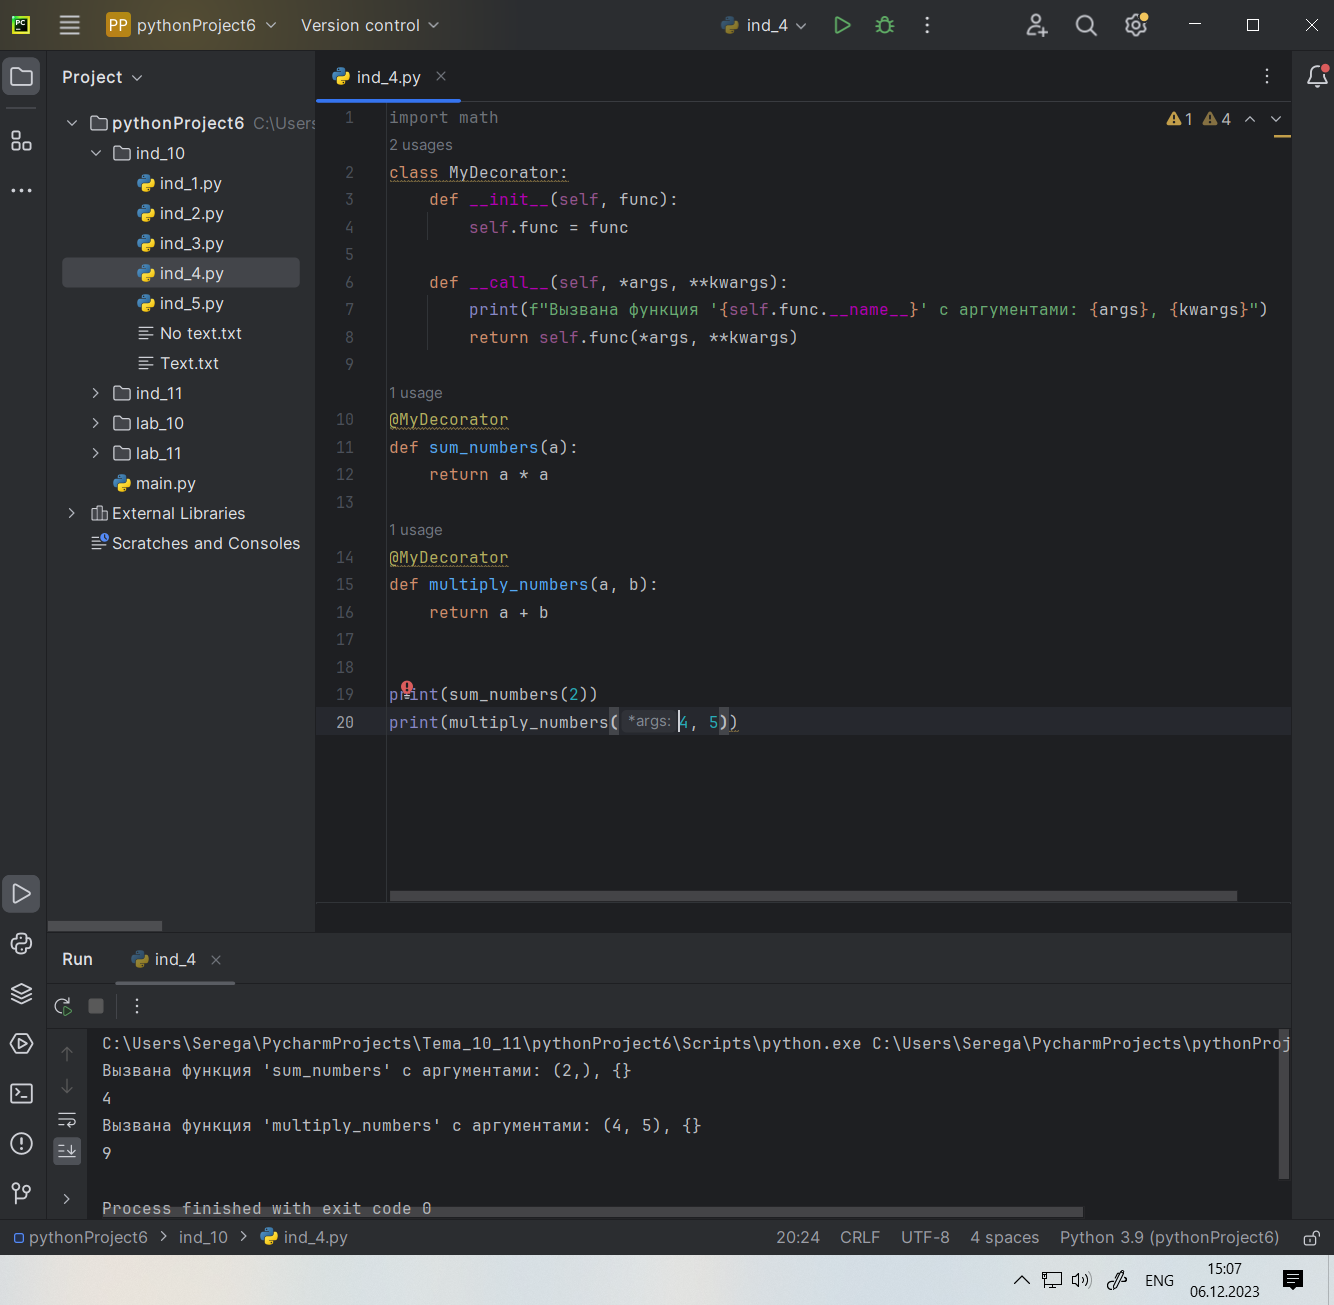 PC PP pythonProject6 Version control ind_4
Project
ind_4.py
pythonProject6 C:\Users
ind_10
ind_1.py
ind_2.py
ind_3.py
ind_4.py
ind_5.py
No text.txt
Text.txt
ind_11
lab_10
lab_11
main.py
External Libraries
Scratches and Consoles
1 4
1 import math
2 usages
2 class MyDecorator:
3 def __init__(self, func):
4 self.func = func
5
6 def __call__(self, *args, **kwargs):
7 print(f"Вызвана функция '{self.func.__name__}' с аргументами: {args}, {kwargs}")
8 return self.func(*args, **kwargs)
9
1 usage
10 @MyDecorator
11 def sum_numbers(a):
12 return a * a
13
1 usage
14 @MyDecorator
15 def multiply_numbers(a, b):
16 return a + b
17
18
19 print(sum_numbers(2))
20 print(multiply_numbers( *args: 4, 5))
Run ind_4
C:\Users\Serega\PycharmProjects\Tema_10_11\pythonProject6\Scripts\python.exe C:\Users\Serega\PycharmProjects\pythonProj
Вызвана функция 'sum_numbers' с аргументами: (2,), {}
4
Вызвана функция 'multiply_numbers' с аргументами: (4, 5), {}
9
Process finished with exit code 0
pythonProject6 ind_10 ind_4.py 20:24 CRLF UTF-8 4 spaces Python 3.9 (pythonProject6)
ENG 15:07
06.12.2023